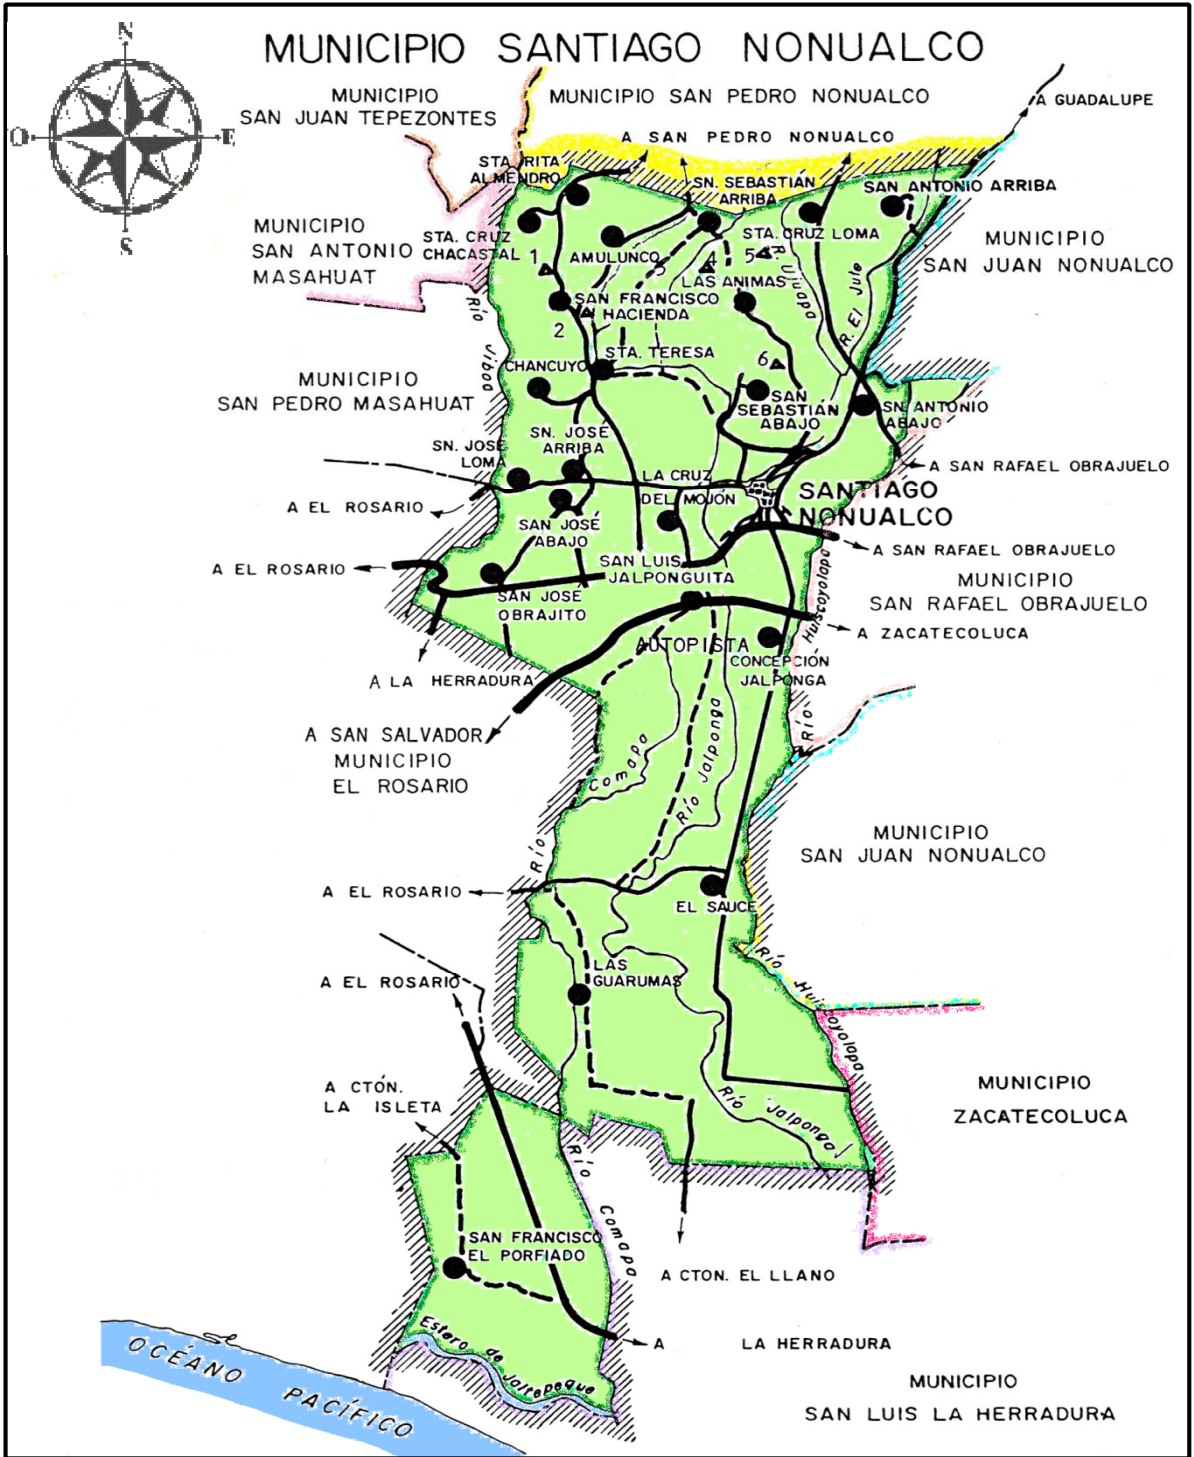 MUNICIPIO SANTIAGO NONUALCO
N
O
E
S
MUNICIPIO
SAN JUAN TEPEZONTES
MUNICIPIO SAN PEDRO NONUALCO
A GUADALUPE
A SAN PEDRO NONUALCO
STA. RITA
ALMENDRO
SN. SEBASTIÁN
ARRIBA
SAN ANTONIO ARRIBA
MUNICIPIO
SAN ANTONIO
MASAHUAT
STA. CRUZ
CHACASTAL
AMULUNCO
STA. CRUZ LOMA
MUNICIPIO
SAN JUAN NONUALCO
1
3
4
5
LAS ANIMAS
R. El Jute
Río
Jiboa
SAN FRANCISCO
HACIENDA
2
STA. TERESA
CHANCUYO
6
MUNICIPIO
SAN PEDRO MASAHUAT
SAN
SEBASTIÁN
ABAJO
SN. ANTONIO
ABAJO
SN. JOSÉ
ARRIBA
SN. JOSÉ
LOMA
LA CRUZ
DEL MOJÓN
A SAN RAFAEL OBRAJUELO
A EL ROSARIO
SANTIAGO
NONUALCO
SAN JOSÉ
ABAJO
A SAN RAFAEL OBRAJUELO
SAN LUIS
JALPONGUITA
A EL ROSARIO
MUNICIPIO
SAN RAFAEL OBRAJUELO
SAN JOSÉ
OBRAJITO
Río Huiscoyolapa
A ZACATECOLUCA
AUTOPISTA
CONCEPCIÓN
JALPONGA
A LA HERRADURA
A SAN SALVADOR
MUNICIPIO
EL ROSARIO
Río Comapa
Río Jalponga
MUNICIPIO
SAN JUAN NONUALCO
A EL ROSARIO
EL SAUCE
Río Huiscoyolapa
LAS
GUARUMAS
A EL ROSARIO
A CTÓN.
LA ISLETA
MUNICIPIO
ZACATECOLUCA
Río Jalponga
Río Comapa
SAN FRANCISCO
EL PORFIADO
A CTON. EL LLANO
A LA HERRADURA
Estero de Jaltepeque
OCÉANO PACÍFICO
MUNICIPIO
SAN LUIS LA HERRADURA